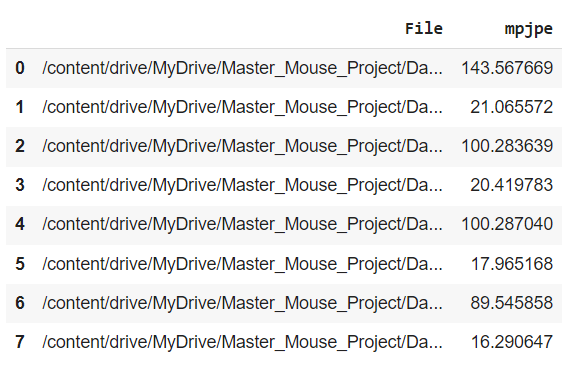 File mpjpe
0 /content/drive/MyDrive/Master_Mouse_Project/Da... 143.567669
1 /content/drive/MyDrive/Master_Mouse_Project/Da... 21.065572
2 /content/drive/MyDrive/Master_Mouse_Project/Da... 100.283639
3 /content/drive/MyDrive/Master_Mouse_Project/Da... 20.419783
4 /content/drive/MyDrive/Master_Mouse_Project/Da... 100.287040
5 /content/drive/MyDrive/Master_Mouse_Project/Da... 17.965168
6 /content/drive/MyDrive/Master_Mouse_Project/Da... 89.545858
7 /content/drive/MyDrive/Master_Mouse_Project/Da... 16.290647